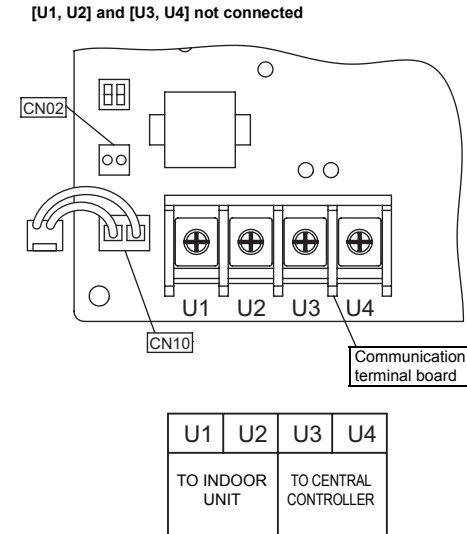 [U1, U2] and [U3, U4] not connected
CN02
U1 U2 U3 U4
CN10
Communication
terminal board
U1 U2 U3 U4
TO INDOOR
UNIT
TO CENTRAL
CONTROLLER